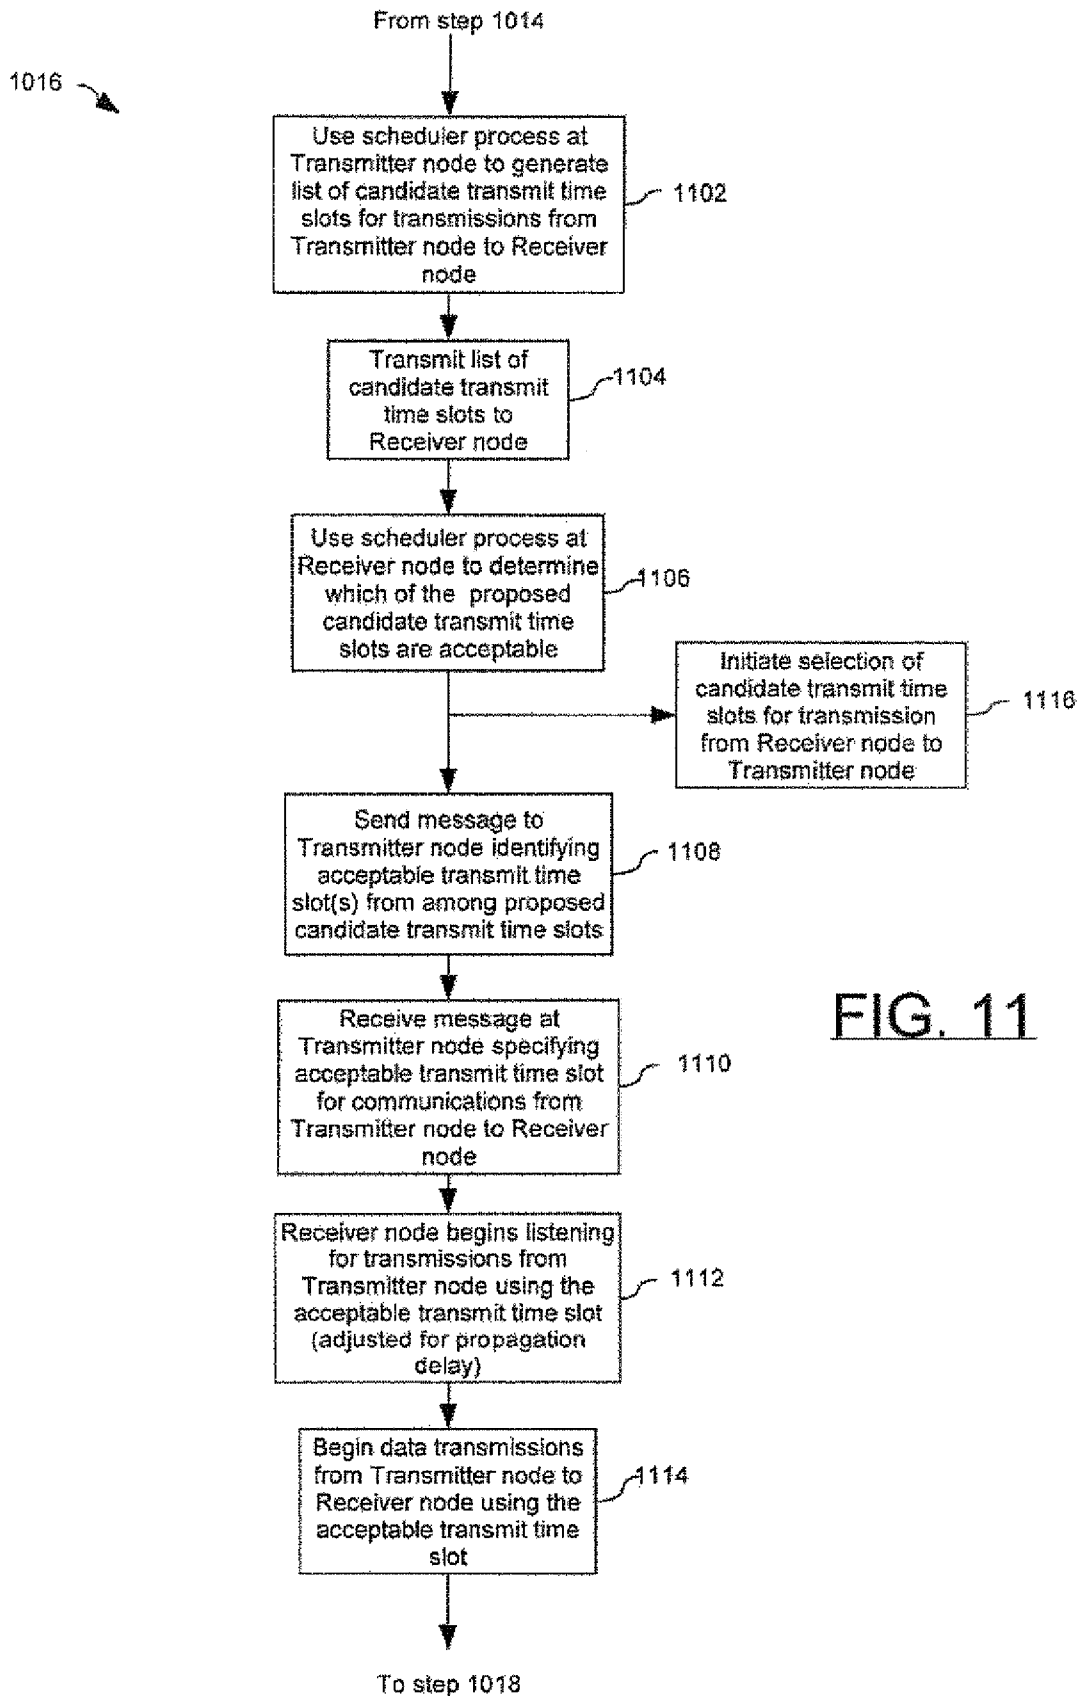 From step 1014
1016
Use scheduler process at
Transmitter node to generate
list of candidate transmit time
slots for transmissions from
Transmitter node to Receiver
node
1102
Transmit list of
candidate transmit
time slots to
Receiver node
1104
Use scheduler process at
Receiver node to determine
which of the proposed
candidate transmit time
slots are acceptable
1106
Initiate selection of
candidate transmit time
slots for transmission
from Receiver node to
Transmitter node
1116
Send message to
Transmitter node identifying
acceptable transmit time
slot(s) from among proposed
candidate transmit time slots
1108
Receive message at
Transmitter node specifying
acceptable transmit time slot
for communications from
Transmitter node to Receiver
node
1110
FIG. 11
Receiver node begins listening
for transmissions from
Transmitter node using the
acceptable transmit time slot
(adjusted for propagation
delay)
1112
Begin data transmissions
from Transmitter node to
Receiver node using the
acceptable transmit time
slot
1114
To step 1018